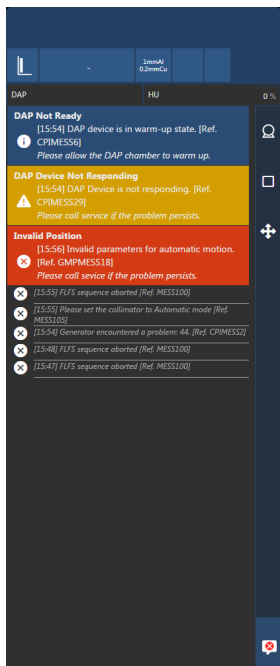 -
1mmAl
0.2mmCu
DAP HU 0 %
DAP Not Ready
[15:54] DAP device is in warm-up state. [Ref.
CPIMESS6]
Please allow the DAP chamber to warm up.
DAP Device Not Responding
[15:54] DAP Device is not responding. [Ref.
CPIMESS29]
Please call service if the problem persists.
Invalid Position
[15:56] Invalid parameters for automatic motion.
[Ref. GMPMESS18]
Please call sevice if the problem persists.
[15:55] FLFS sequence aborted [Ref. MESS100]
[15:55] Please set the collimator to Automatic mode [Ref.
MESS105]
[15:54] Generator encountered a problem: 44. [Ref. CPIMESS2]
[15:48] FLFS sequence aborted [Ref. MESS100]
[15:47] FLFS sequence aborted [Ref. MESS100]